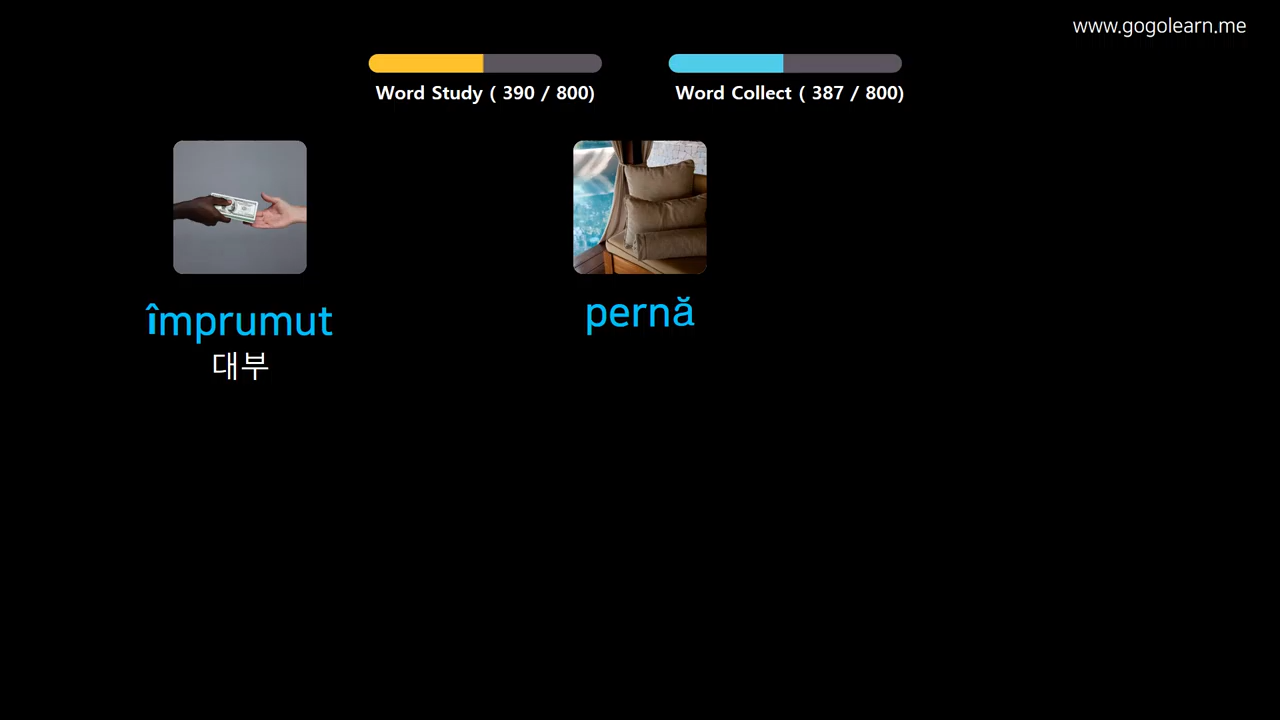 www.gogolearn.me
Word Study ( 390 / 800)
Word Collect ( 387 / 800)
împrumut
대부
pernă